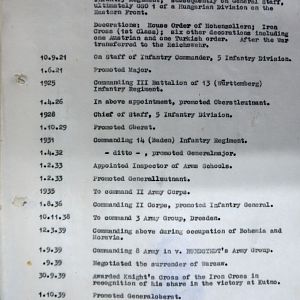 Infantry Regiment; subsequently on General Staff,
ultimately GSO 1 of a Hungarian Division on the
Eastern Front.
Decorations; House Order of Hohenzollern; Iron
Cross (1st Glass); six other decorations including
one Austrian and one Turkish order. After the War
transferred to the Reichswehr.
10.9.21 On Staff of Infantry Commander, 5 Infantry Division.
1.6.21 Promoted Major.
1925 Commanding III Battalion of 13 (Württemberg)
Infantry Regiment.
1.4.26 In above appointment, promoted Oberstleutnant.
1928 Chief of Staff, 5 Infantry Division.
1.10.29 Promoted Oberst.
1931 Commanding 14 (Baden) Infantry Regiment.
1.4.32 - ditto - , promoted Generalmajor.
1.2.33 Appointed Inspector of Arms Schools.
1.2.33 Promoted Generalleutnant.
1935 To command II Army Corps.
1.8.36 Commanding II Corps, promoted Infantry General.
10.11.38 To command 3 Army Group, Dresden.
12.3.39 Commanding above during occupation of Bohemia and
Moravia.
.9.39 Commanding 8 Army in v. RUNDSTEDT's Army Group.
.9.39 Negotiated the surrender of Warsaw.
30.9.39 Awarded Knight's Cross of the Iron Cross in
recognition of his share in the victory at Kutno.
1.10.39 Promoted Generaloberst.